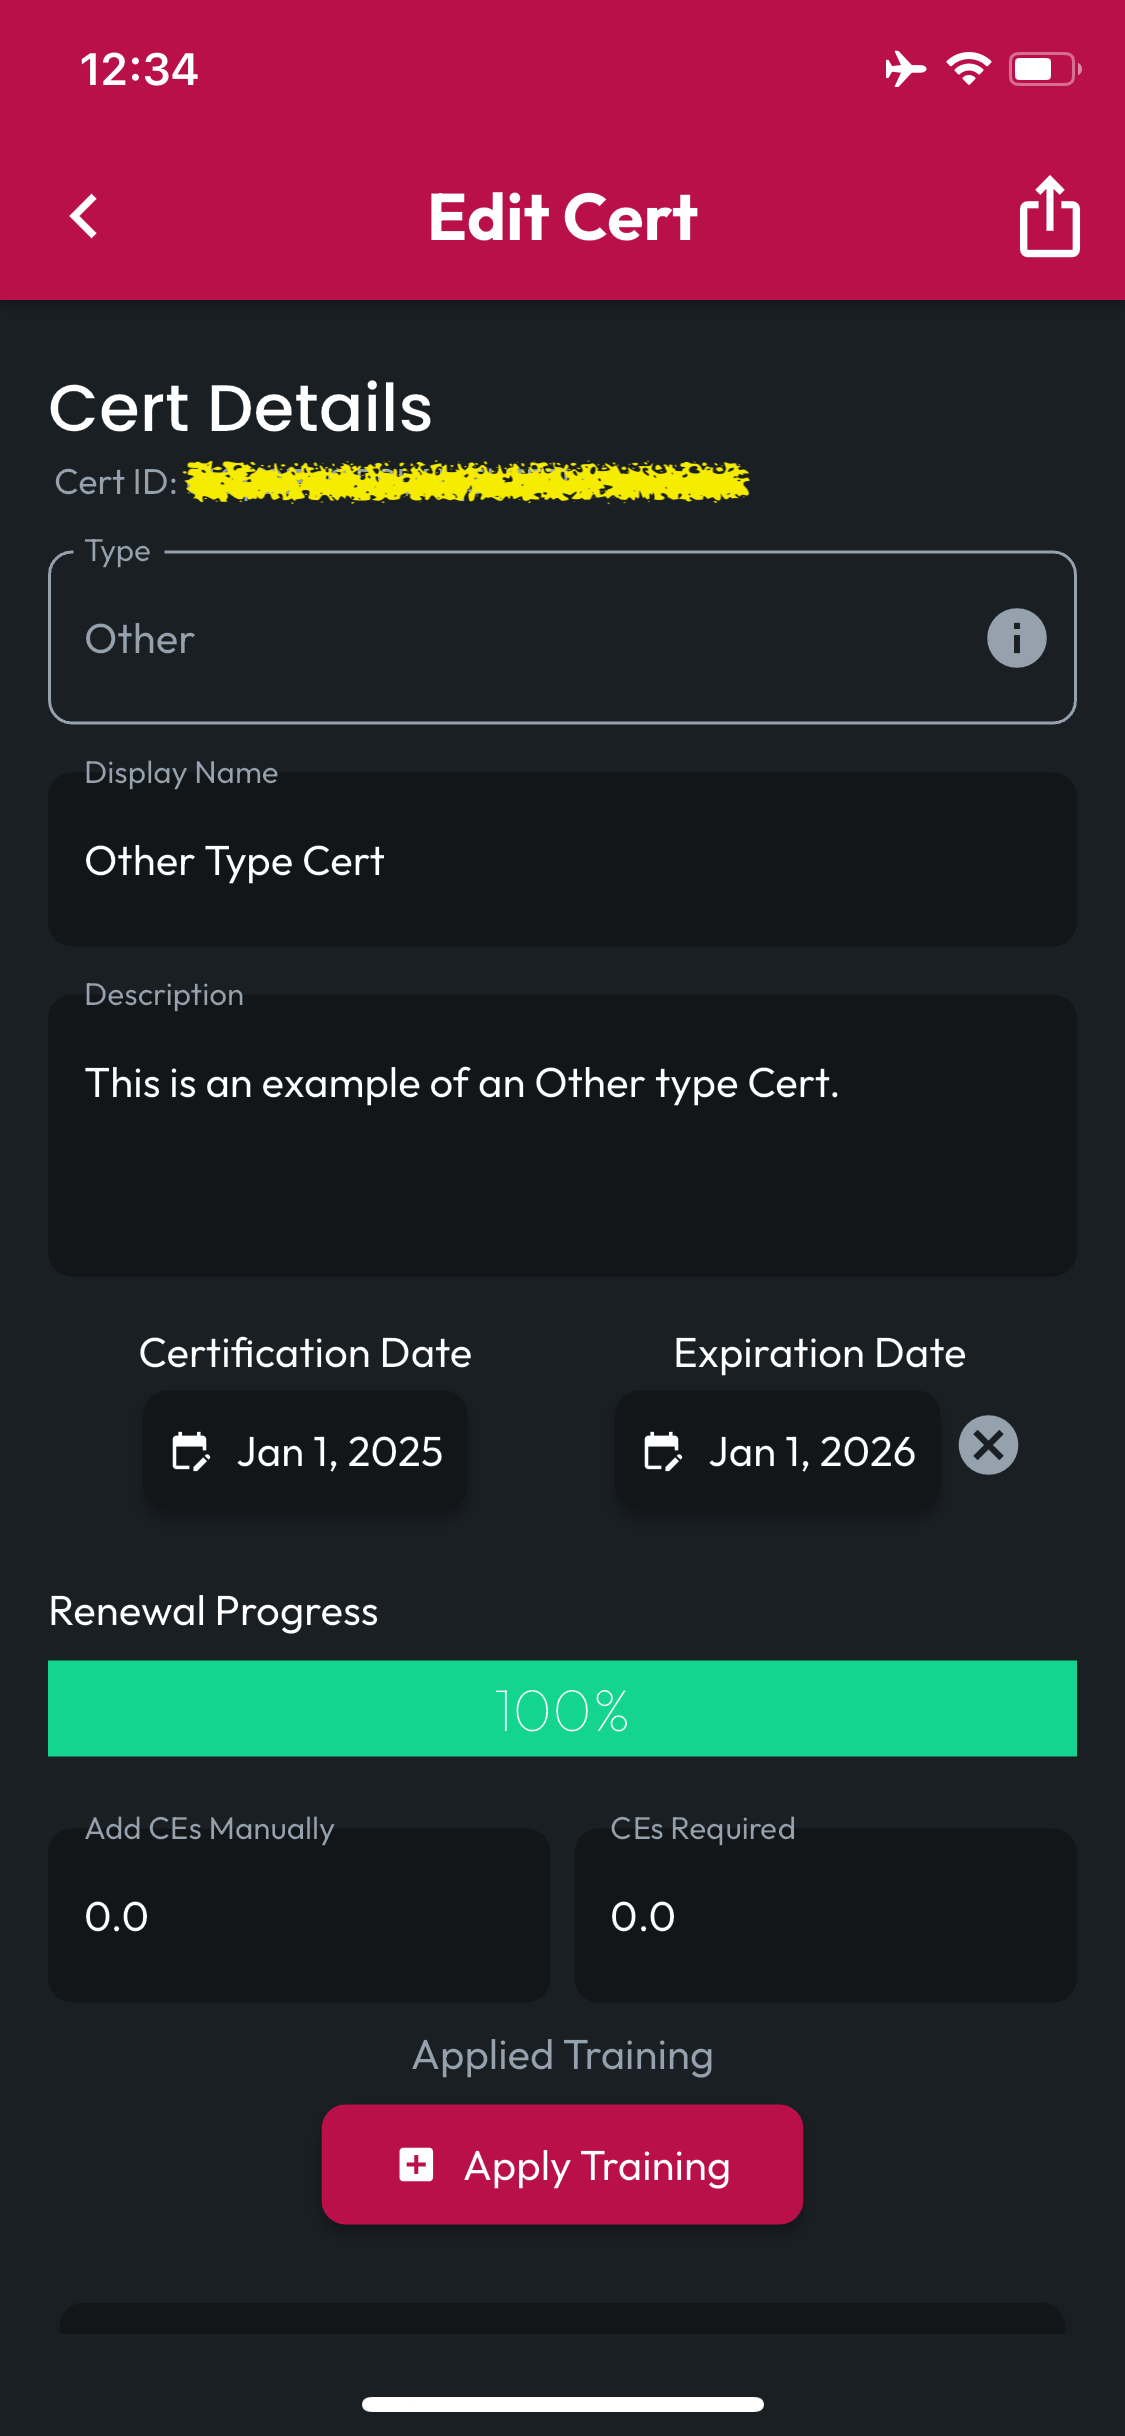 12:34
Edit Cert
Cert Details
Cert ID:
Type
Other
Display Name
Other Type Cert
Description
This is an example of an Other type Cert.
Certification Date
Expiration Date
Jan 1, 2025
Jan 1, 2026
Renewal Progress
100%
Add CEs Manually
CEs Required
0.0
0.0
Applied Training
Apply Training